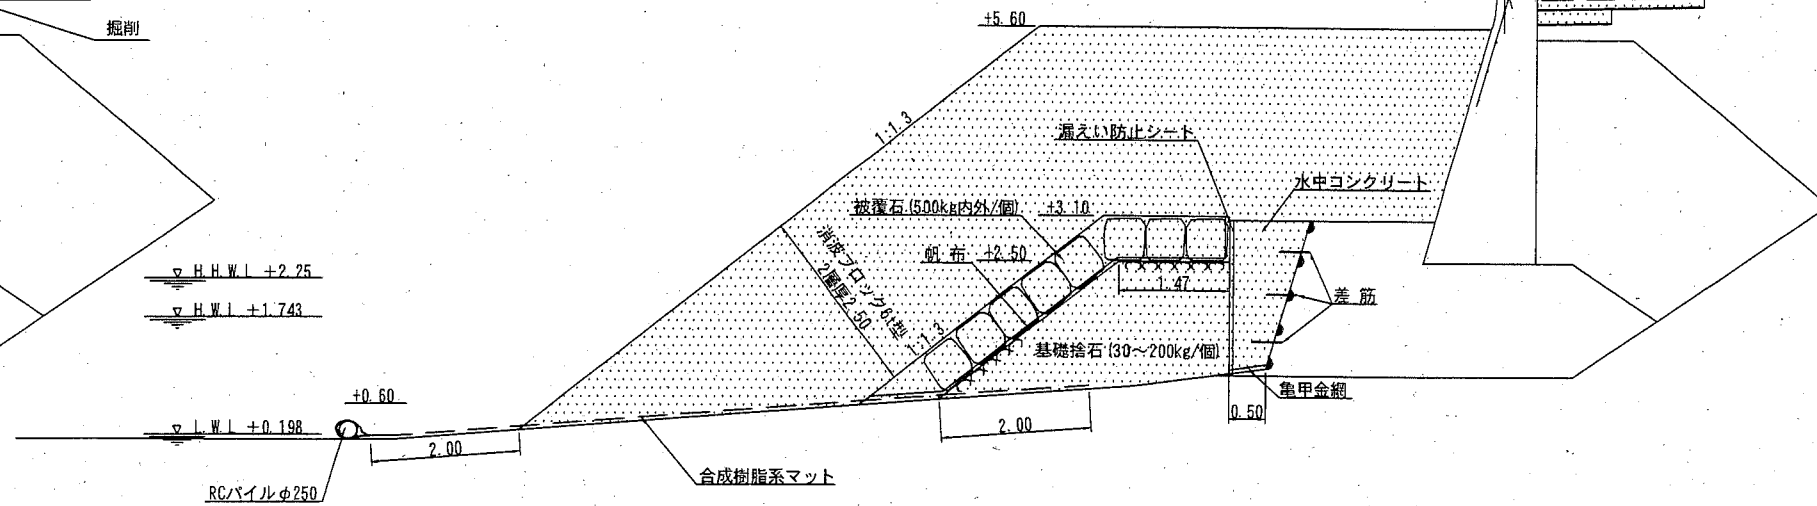 掘削
+5.60
1:1.3
漏えい防止シート
水中コンクリート
被覆石(500kg内外/個)
+3.10
消波ブロック6t型
2層厚2.50
帆 布
+2.50
H.H.W.L +2.25
H.W.L +1.743
1.47
差 筋
1:1.3
基礎捨石(30~200kg/個)
亀甲金網
+0.60
0.50
L.W.L +0.198
2.00
2.00
合成樹脂系マット
RCパイルφ250